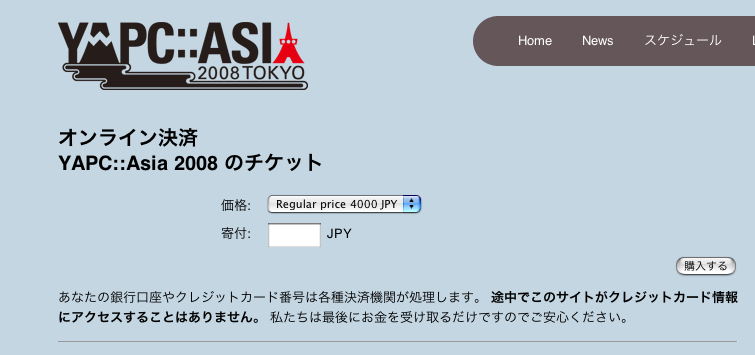 YAPC::ASIA
2008 TOKYO
Home News スケジュール
オンライン決済
YAPC::Asia 2008 のチケット
価格: Regular price 4000 JPY
寄付: JPY
購入する
あなたの銀行口座やクレジットカード番号は各種決済機関が処理します。 途中でこのサイトがクレジットカード情報
にアクセスすることはありません。 私たちは最後にお金を受け取るだけですのでご安心ください。